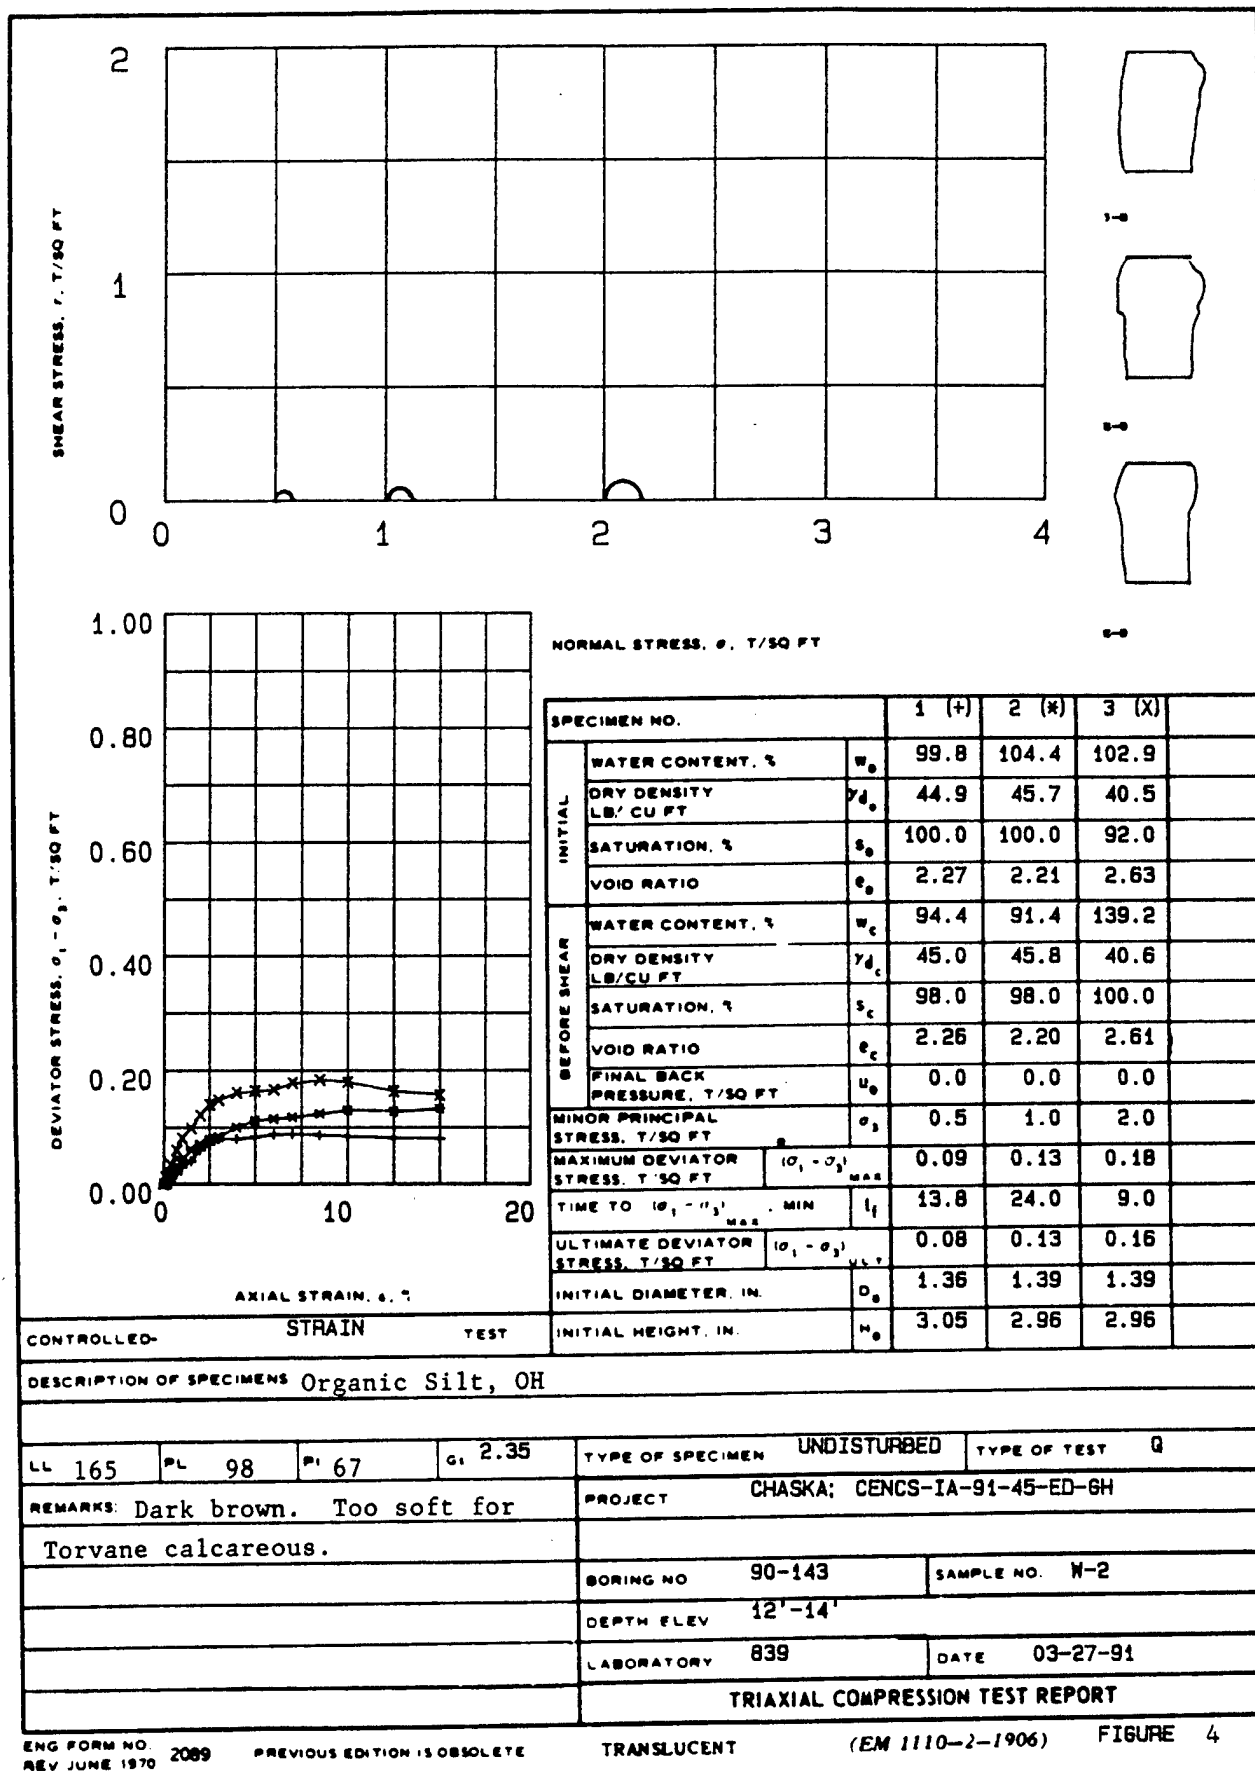 2
1
0
SHEAR STRESS, τ, T/SQ FT
0 1 2 3 4
NORMAL STRESS, σ, T/SQ FT
1.00
0.80
0.60
0.40
0.20
0.00
DEVIATOR STRESS, σ₁ - σ₃, T/SQ FT
0 10 20
AXIAL STRAIN, ε, %
CONTROLLED- STRAIN TEST
SPECIMEN NO. 1 (+) 2 (*) 3 (X)
INITIAL
WATER CONTENT, % w₀ 99.8 104.4 102.9
DRY DENSITY LB/ CU FT γd₀ 44.9 45.7 40.5
SATURATION, % S₀ 100.0 100.0 92.0
VOID RATIO e₀ 2.27 2.21 2.63
BEFORE SHEAR
WATER CONTENT, % w_c 94.4 91.4 139.2
DRY DENSITY LB/CU FT γd_c 45.0 45.8 40.6
SATURATION, % S_c 98.0 98.0 100.0
VOID RATIO e_c 2.26 2.20 2.61
FINAL BACK PRESSURE, T/SQ FT u₀ 0.0 0.0 0.0
MINOR PRINCIPAL STRESS, T/SQ FT σ₃ 0.5 1.0 2.0
MAXIMUM DEVIATOR STRESS, T/SQ FT (σ₁ - σ₃) MAX 0.09 0.13 0.18
TIME TO (σ₁ - σ₃) MAX, MIN t_f 13.8 24.0 9.0
ULTIMATE DEVIATOR STRESS, T/SQ FT (σ₁ - σ₃) ULT 0.08 0.13 0.16
INITIAL DIAMETER, IN. D₀ 1.36 1.39 1.39
INITIAL HEIGHT, IN. H₀ 3.05 2.96 2.96
DESCRIPTION OF SPECIMENS Organic Silt, OH
LL 165 PL 98 PI 67 Gs 2.35
TYPE OF SPECIMEN UNDISTURBED TYPE OF TEST Q
REMARKS: Dark brown. Too soft for
Torvane calcareous.
PROJECT CHASKA; CENCS-IA-91-45-ED-GH
BORING NO 90-143 SAMPLE NO. W-2
DEPTH ELEV 12'-14'
LABORATORY 839 DATE 03-27-91
TRIAXIAL COMPRESSION TEST REPORT
ENG FORM NO. 2089
REV JUNE 1970
PREVIOUS EDITION IS OBSOLETE
TRANSLUCENT
(EM 1110-2-1906)
FIGURE 4